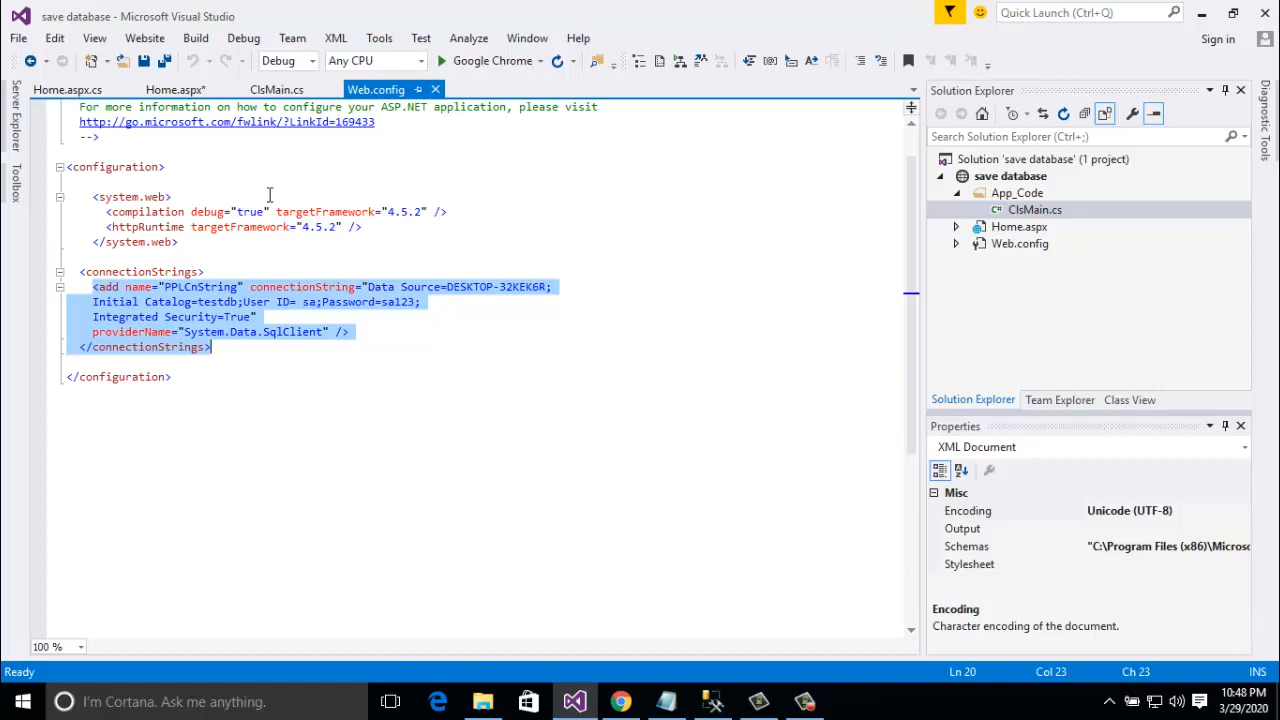 save database - Microsoft Visual Studio
Quick Launch (Ctrl+Q)
File Edit View Website Build Debug Team XML Tools Test Analyze Window Help
Sign in
Debug Any CPU Google Chrome
Home.aspx.cs Home.aspx* ClsMain.cs Web.config
Server Explorer
Toolbox
For more information on how to configure your ASP.NET application, please visit
http://go.microsoft.com/fwlink/?LinkId=169433
-->
<configuration>
<system.web>
<compilation debug="true" targetFramework="4.5.2" />
<httpRuntime targetFramework="4.5.2" />
</system.web>
<connectionStrings>
<add name="PPLCnString" connectionString="Data Source=DESKTOP-32KEK6R;
Initial Catalog=testdb;User ID= sa;Password=sa123;
Integrated Security=True"
providerName="System.Data.SqlClient" />
</connectionStrings>
</configuration>
100 %
Solution Explorer
Search Solution Explorer (Ctrl+;)
Solution 'save database' (1 project)
save database
App_Code
C# ClsMain.cs
Home.aspx
Web.config
Solution Explorer Team Explorer Class View
Properties
XML Document
Misc
Encoding Unicode (UTF-8)
Output
Schemas "C:\Program Files (x86)\Microso
Stylesheet
Encoding
Character encoding of the document.
Diagnostic Tools
Ready Ln 20 Col 23 Ch 23 INS
I'm Cortana. Ask me anything.
10:48 PM
3/29/2020